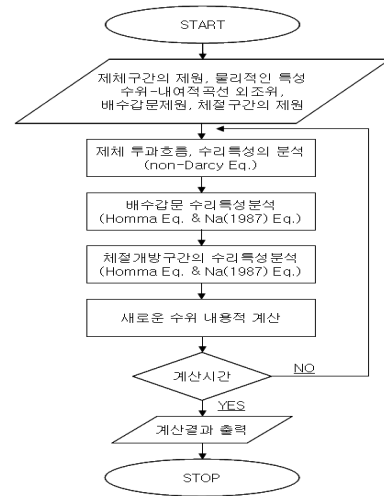 START
제체구간의 제원, 물리적인 특성
수위-내여적곡선 외조위,
배수갑문제원, 체절구간의 제원
제체 투과흐름, 수리특성의 분석
(non-Darcy Eq.)
배수갑문 수리특성분석
(Homma Eq. & Na(1987) Eq.)
체절개방구간의 수리특성분석
(Homma Eq. & Na(1987) Eq.)
새로운 수위 내용적 계산
계산시간
NO
YES
계산결과 출력
STOP